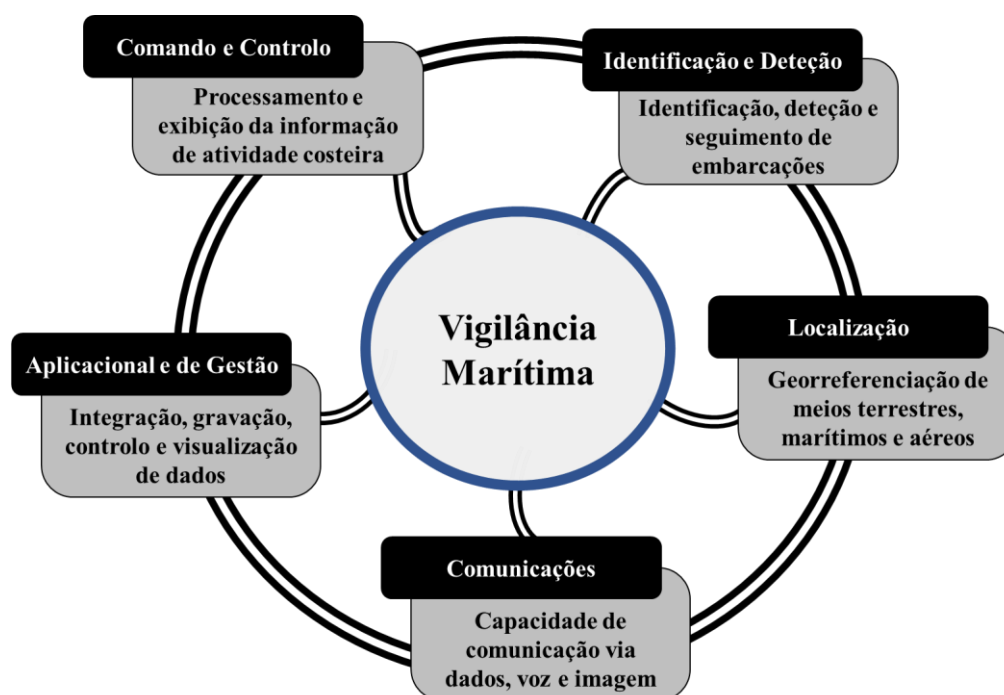 Comando e Controlo
Processamento e
exibição da informação
de atividade costeira
Identificação e Deteção
Identificação, deteção e
seguimento de
embarcações
Vigilância
Marítima
Localização
Georreferenciação de
meios terrestres,
marítimos e aéreos
Aplicacional e de Gestão
Integração, gravação,
controlo e visualização
de dados
Comunicações
Capacidade de
comunicação via
dados, voz e imagem